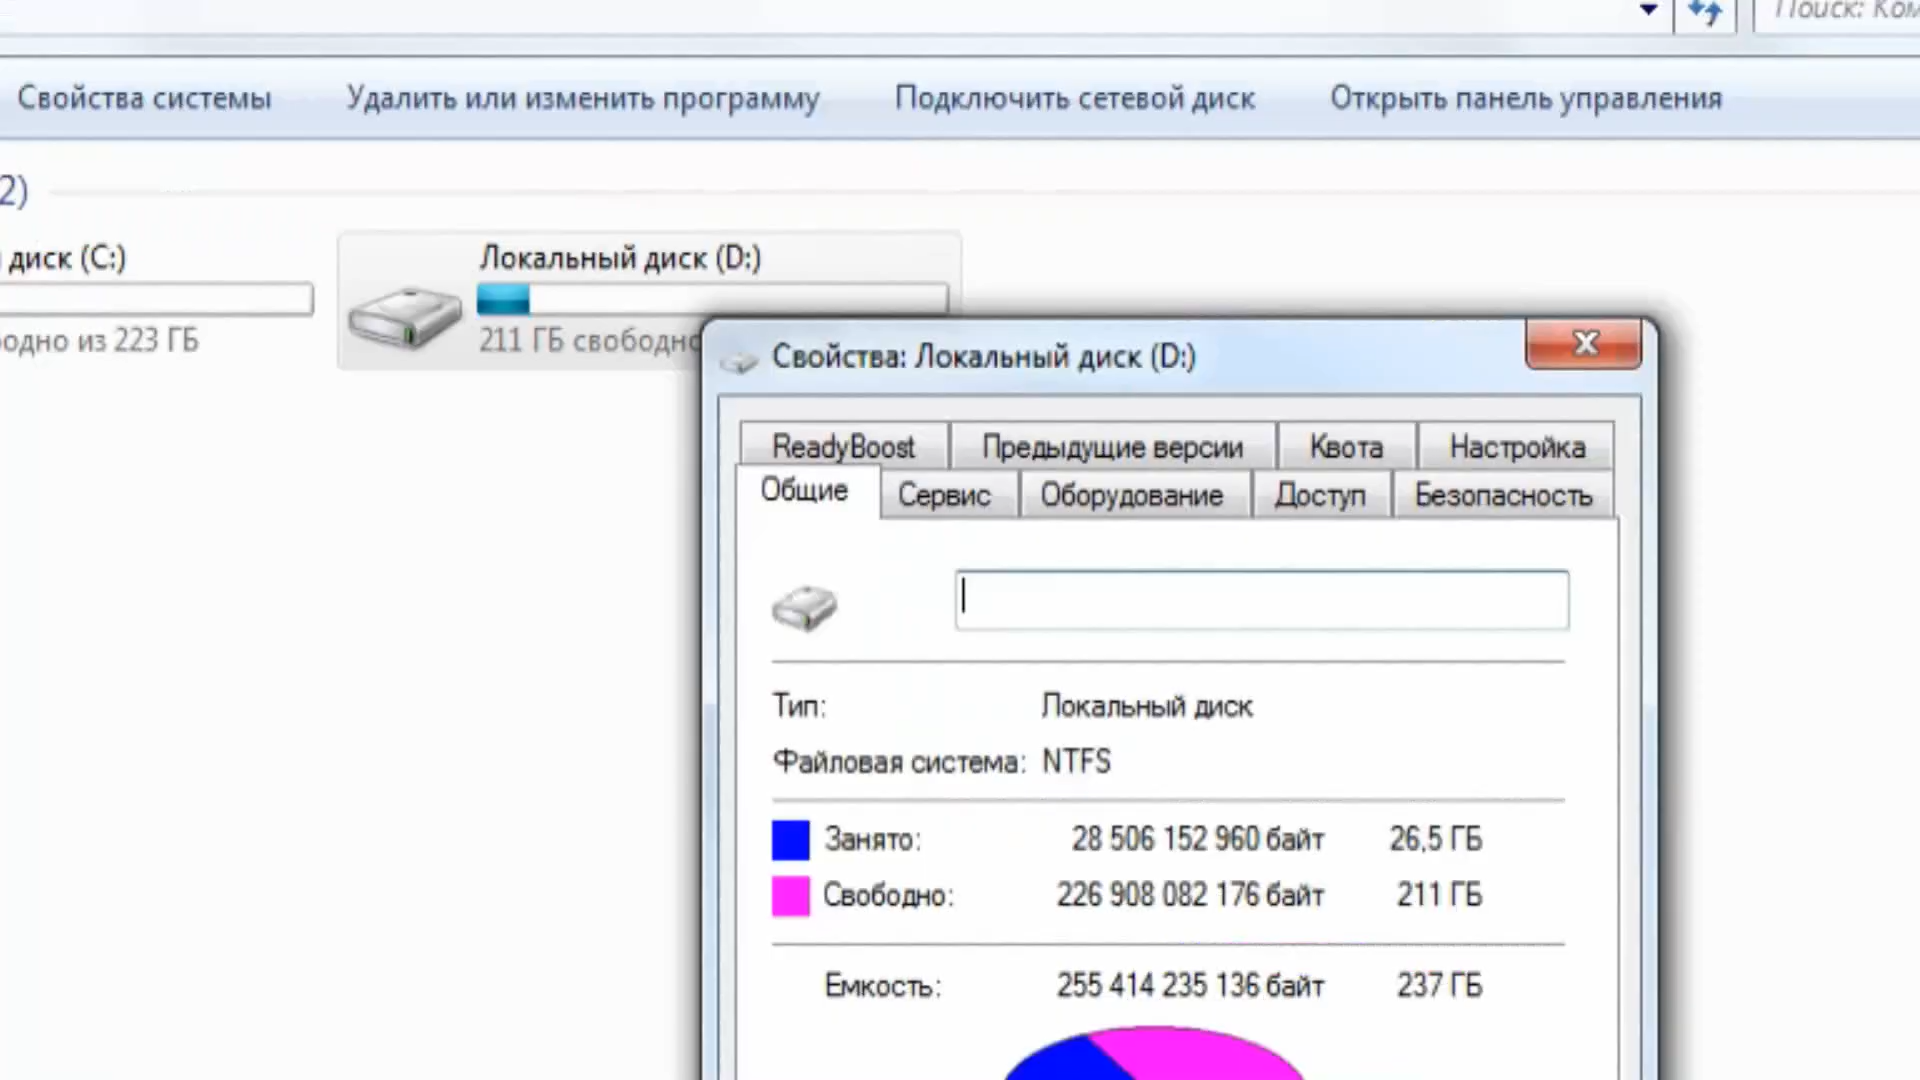 Поиск: Ком
Свойства системы Удалить или изменить программу Подключить сетевой диск Открыть панель управления
2)
диск (C:)
Локальный диск (D:)
одно из 223 ГБ
211 ГБ свободно
Свойства: Локальный диск (D:)
ReadyBoost Предыдущие версии Квота Настройка
Общие Сервис Оборудование Доступ Безопасность
Тип: Локальный диск
Файловая система: NTFS
Занято: 28 506 152 960 байт 26,5 ГБ
Свободно: 226 908 082 176 байт 211 ГБ
Емкость: 255 414 235 136 байт 237 ГБ